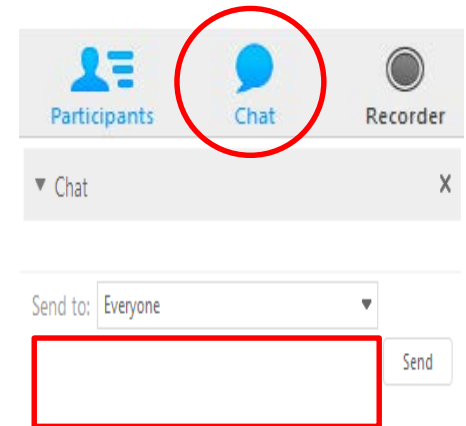 Participants Chat Recorder
Chat X
Send to: Everyone
Send